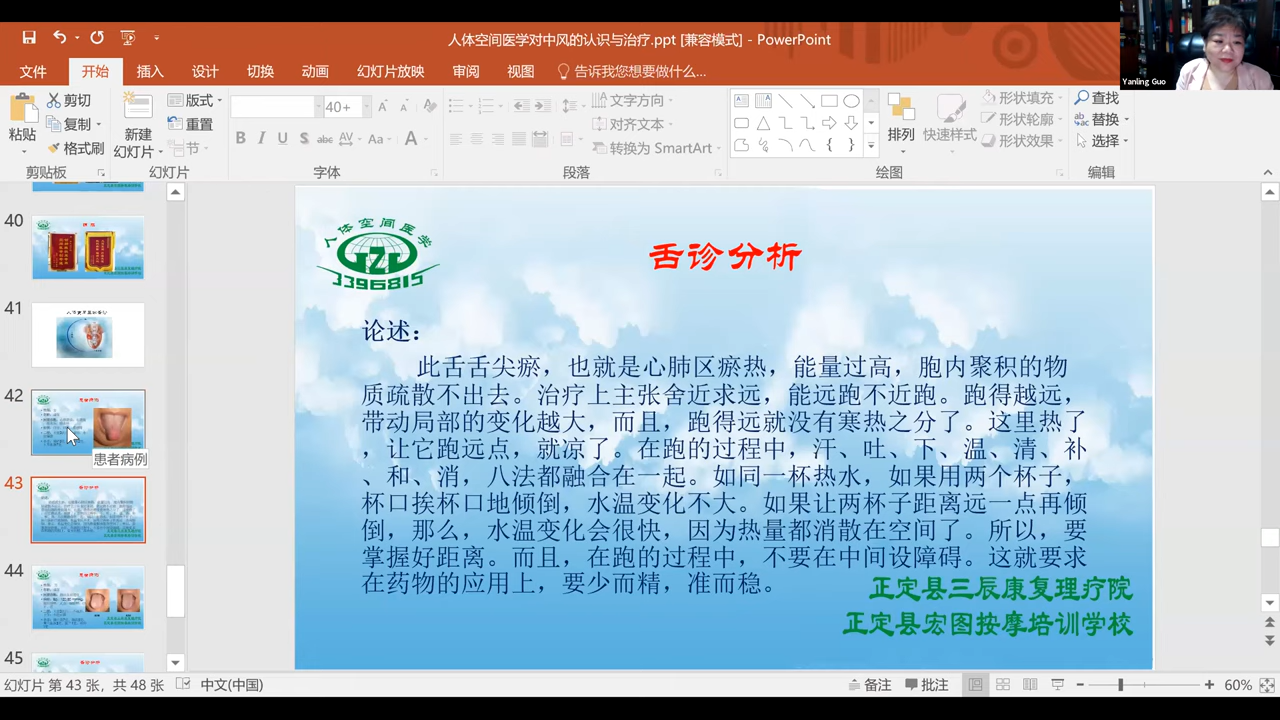 人体空间医学对中风的认识与治疗.ppt [兼容模式] - PowerPoint
Yanling Guo
文件 开始 插入 设计 切换 动画 幻灯片放映 审阅 视图 告诉我您想要做什么...
粘贴 剪切 复制 格式刷 剪贴板
新建 幻灯片 版式 重置 节 幻灯片
40+ B I U S abc AV Aa A 字体
文字方向 对齐文本 转换为 SmartArt 段落
排列 快速样式 形状填充 形状轮廓 形状效果 绘图
查找 替换 选择 编辑
40
41
42
患者病例
43
44
45
人体空间医学
3396815
舌诊分析
论述：
此舌舌尖瘀，也就是心肺区瘀热，能量过高，胞内聚积的物
质疏散不出去。治疗上主张舍近求远，能远跑不近跑。跑得越远，
带动局部的变化越大，而且，跑得远就没有寒热之分了。这里热了
，让它跑远点，就凉了。在跑的过程中，汗、吐、下、温、清、补
、和、消，八法都融合在一起。如同一杯热水，如果用两个杯子，
杯口挨杯口地倾倒，水温变化不大。如果让两杯子距离远一点再倾
倒，那么，水温变化会很快，因为热量都消散在空间了。所以，要
掌握好距离。而且，在跑的过程中，不要在中间设障碍。这就要求
在药物的应用上，要少而精，准而稳。
正定县三辰康复理疗院
正定县宏图按摩培训学校
幻灯片 第 43 张，共 48 张 中文(中国) 备注 批注 60%